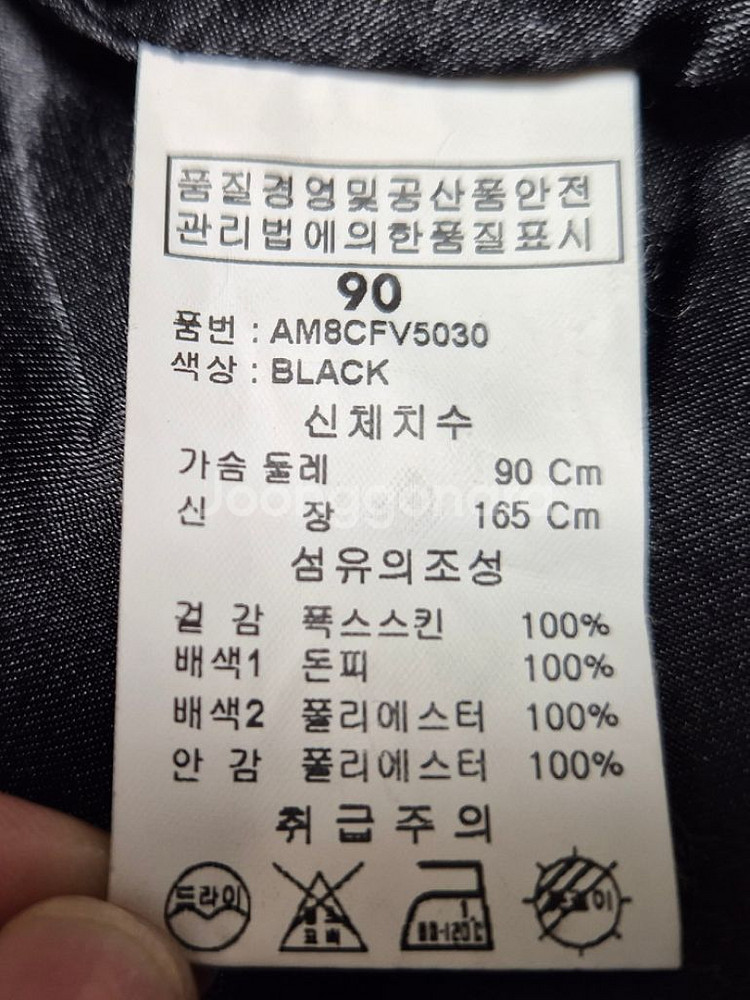 품질경영및공산품안전
관리법에의한품질표시
90
품번 : AM8CFV5030
색상 : BLACK
신체치수
가슴 둘레 90 Cm
신 장 165 Cm
섬유의조성
겉 감 폭스스킨 100%
배색1 돈피 100%
배색2 폴리에스터 100%
안 감 폴리에스터 100%
취급주의
드라이
표백